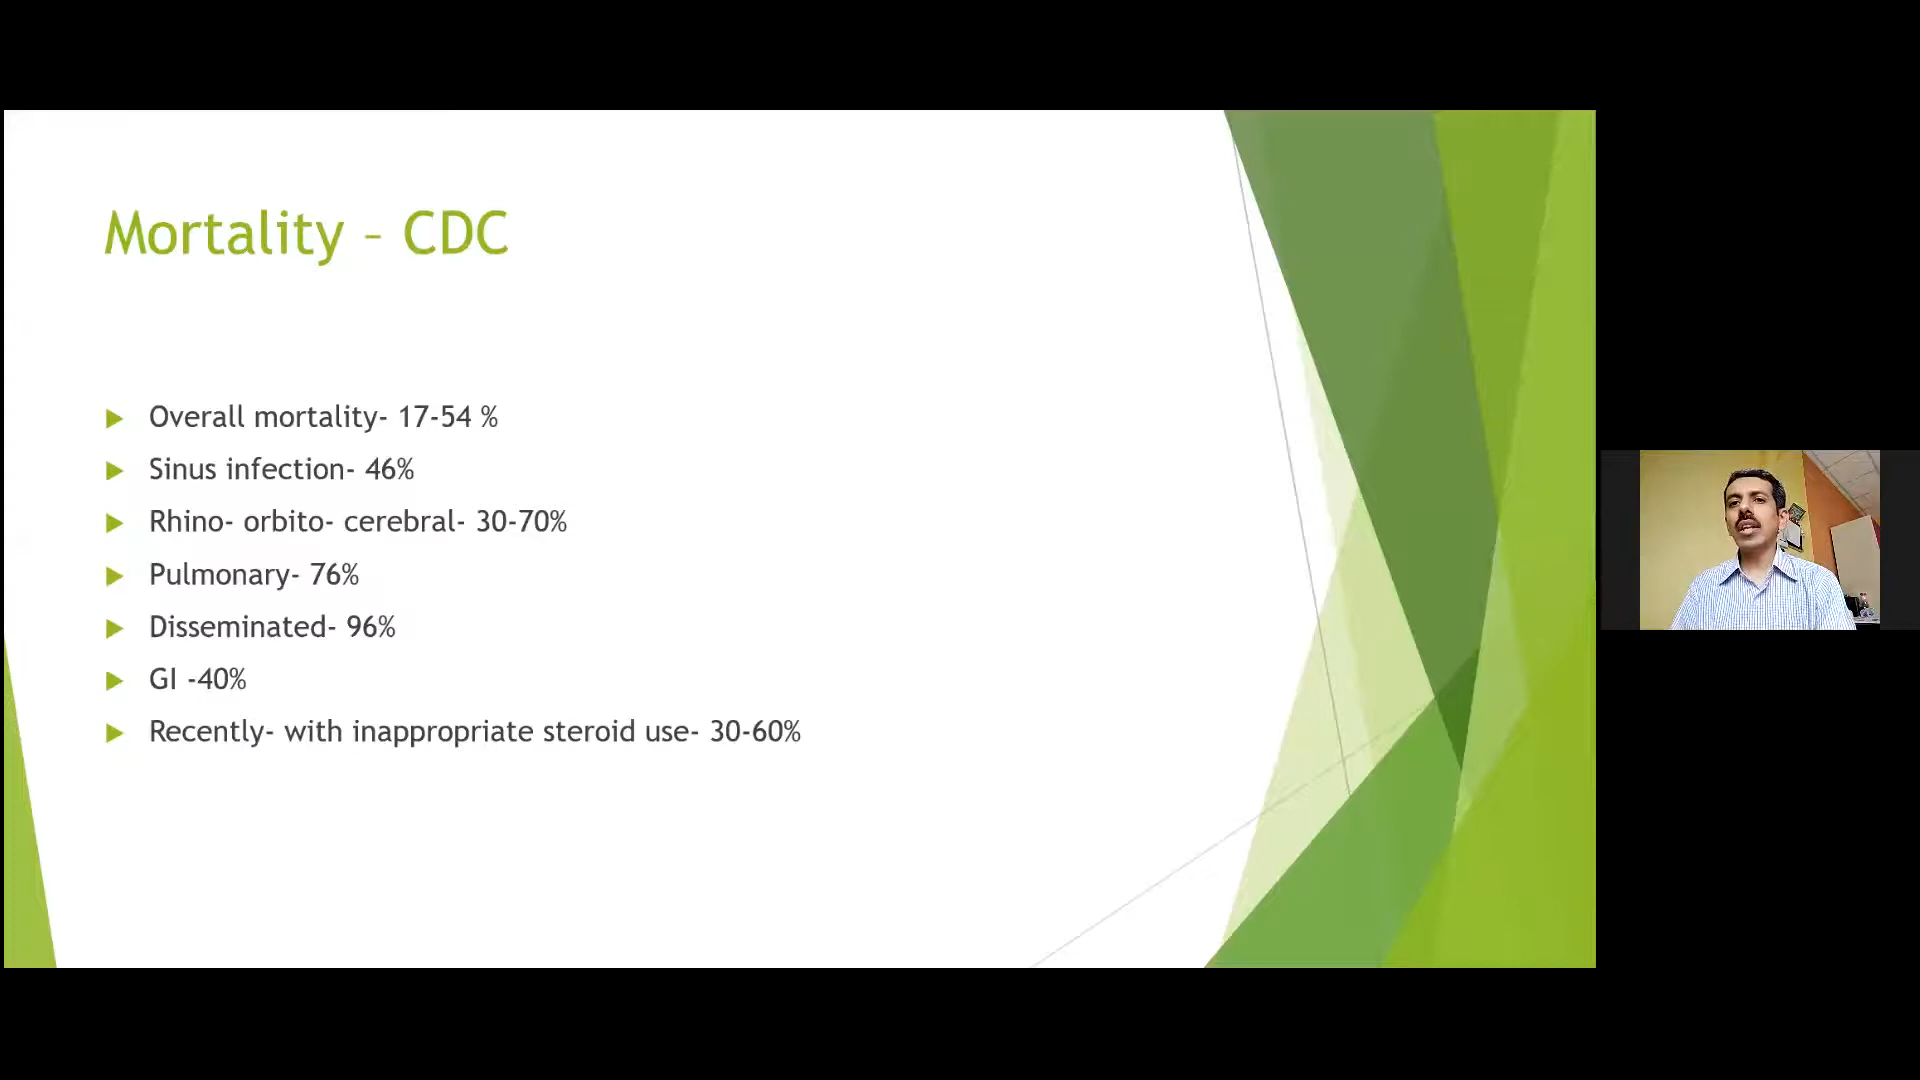 Mortality – CDC
Overall mortality- 17-54 %
Sinus infection- 46%
Rhino- orbito- cerebral- 30-70%
Pulmonary- 76%
Disseminated- 96%
GI -40%
Recently- with inappropriate steroid use- 30-60%